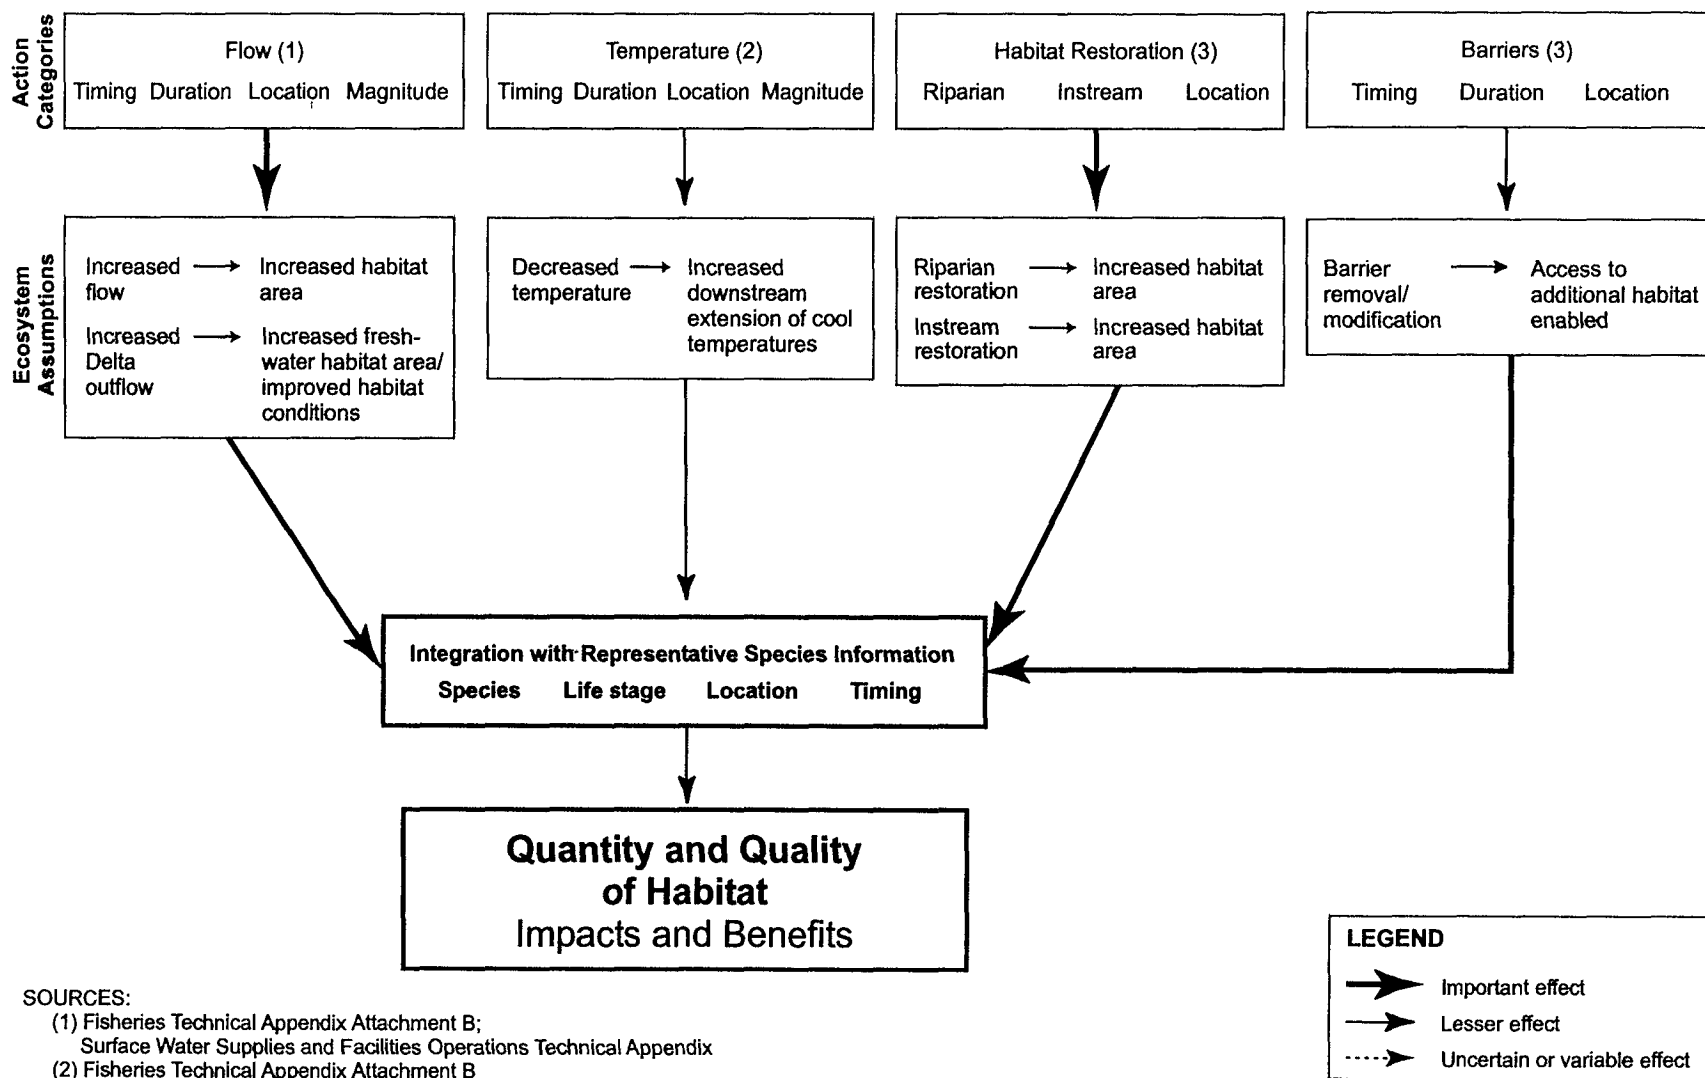 Action
Categories
Flow (1)
Timing Duration Location Magnitude
Temperature (2)
Timing Duration Location Magnitude
Habitat Restoration (3)
Riparian Instream Location
Barriers (3)
Timing Duration Location
Ecosystem
Assumptions
Increased
flow
Increased habitat
area
Increased
Delta
outflow
Increased fresh-
water habitat area/
improved habitat
conditions
Decreased
temperature
Increased
downstream
extension of cool
temperatures
Riparian
restoration
Increased habitat
area
Instream
restoration
Increased habitat
area
Barrier
removal/
modification
Access to
additional habitat
enabled
Integration with Representative Species Information
Species Life stage Location Timing
Quantity and Quality
of Habitat
Impacts and Benefits
SOURCES:
(1) Fisheries Technical Appendix Attachment B;
Surface Water Supplies and Facilities Operations Technical Appendix
(2) Fisheries Technical Appendix Attachment B
LEGEND
Important effect
Lesser effect
Uncertain or variable effect